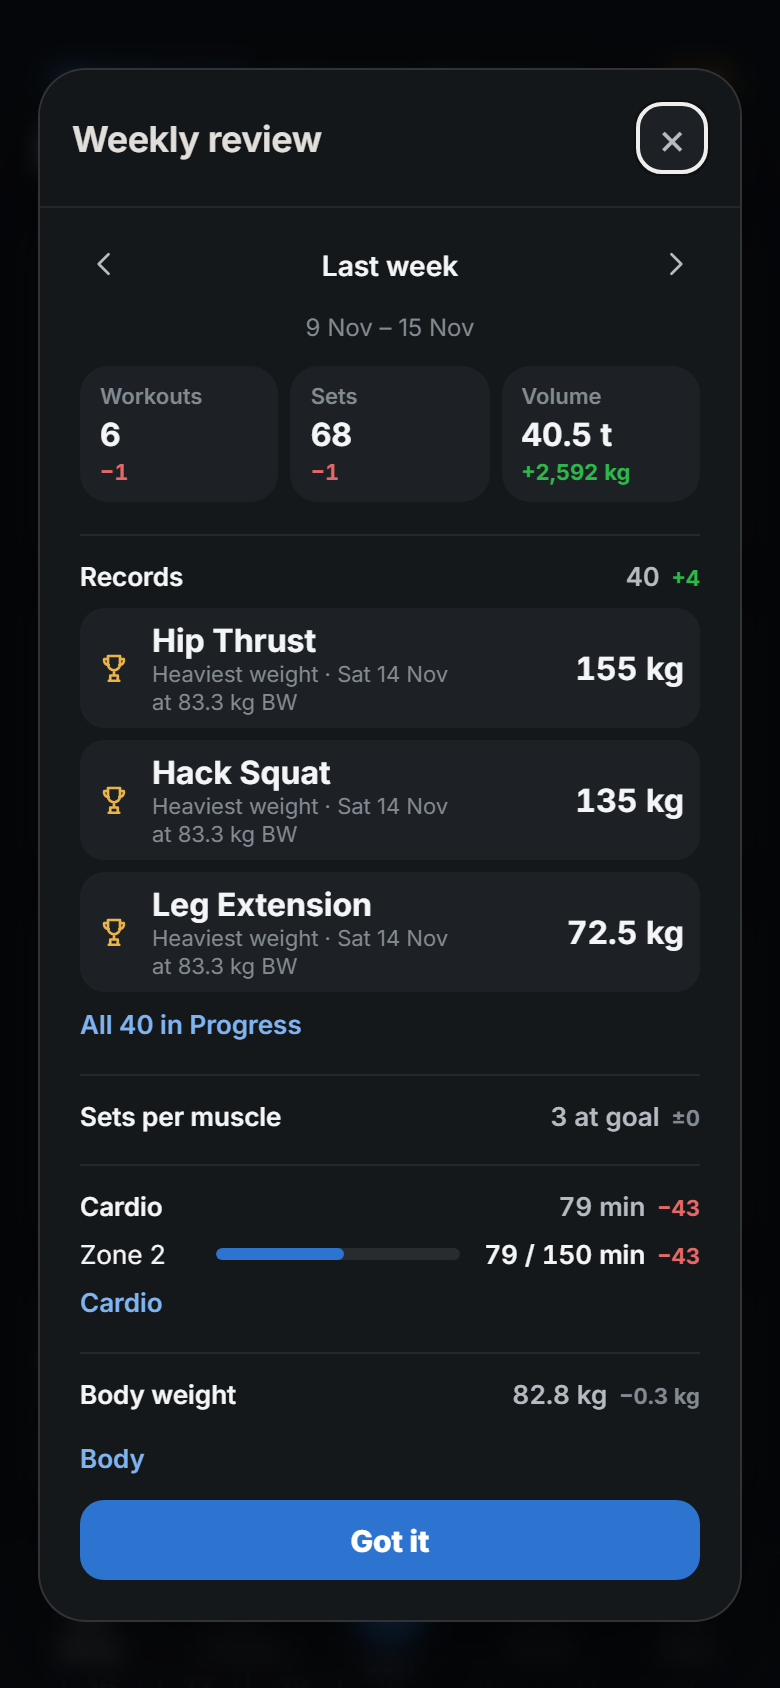 Weekly review
Last week
9 Nov – 15 Nov
Workouts
6
−1
Sets
68
−1
Volume
40.5 t
+2,592 kg
Records 40 +4
Hip Thrust
Heaviest weight · Sat 14 Nov
at 83.3 kg BW
155 kg
Hack Squat
Heaviest weight · Sat 14 Nov
at 83.3 kg BW
135 kg
Leg Extension
Heaviest weight · Sat 14 Nov
at 83.3 kg BW
72.5 kg
All 40 in Progress
Sets per muscle 3 at goal ±0
Cardio 79 min −43
Zone 2 79 / 150 min −43
Cardio
Body weight 82.8 kg −0.3 kg
Body
Got it